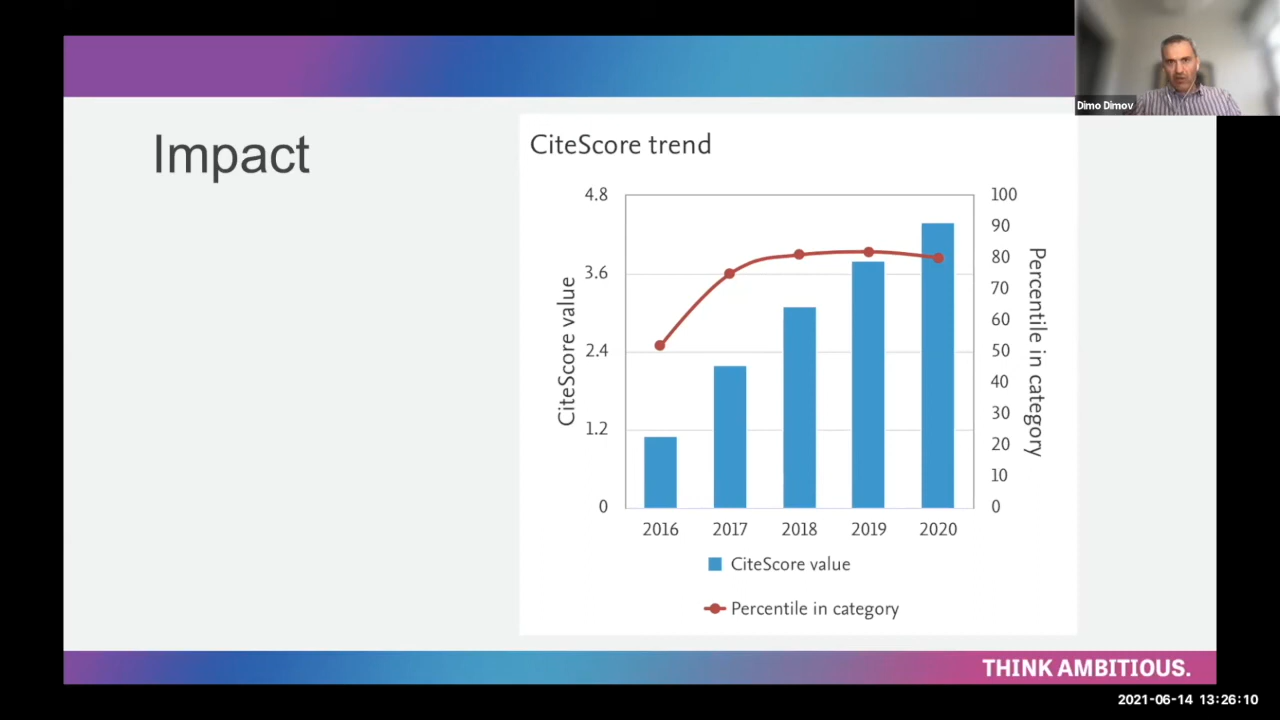 Dimo Dimov
Impact
CiteScore trend
4.8
3.6
2.4
1.2
0
CiteScore value
100
90
80
70
60
50
40
30
20
10
0
Percentile in category
2016 2017 2018 2019 2020
CiteScore value
Percentile in category
THINK AMBITIOUS.
2021-06-14 13:26:10